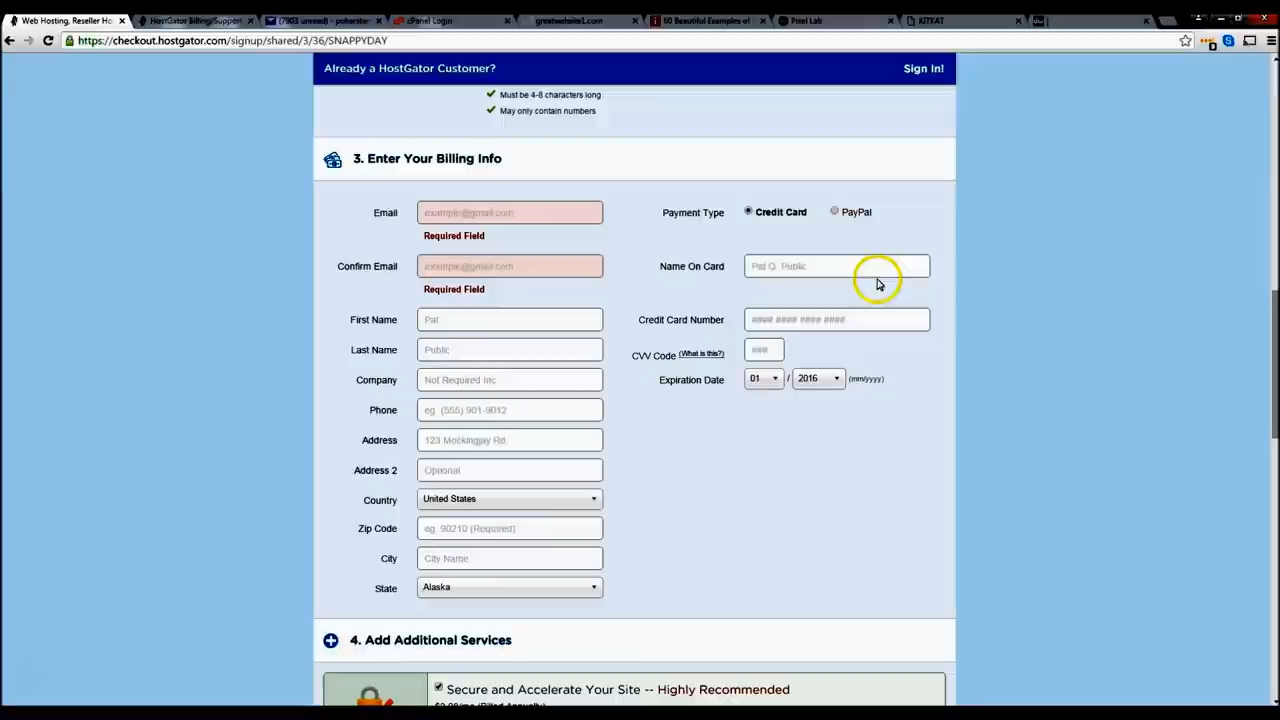 Web Hosting, Reseller Ho
HostGator Billing/Support
(7903 unread) - pokerstar
cPanel Login
greatwebsite1.com
60 Beautiful Examples of
Pixel Lab
KITKAT
https://checkout.hostgator.com/signup/shared/3/36/SNAPPYDAY
Already a HostGator Customer?
Sign In!
Must be 4-8 characters long
May only contain numbers
3. Enter Your Billing Info
Email example@gmail.com
Required Field
Confirm Email example@gmail.com
Required Field
First Name Pat
Last Name Public
Company Not Required Inc
Phone eg (555) 901-9012
Address 123 Mockingjay Rd.
Address 2 Optional
Country United States
Zip Code eg 90210 (Required)
City City Name
State Alaska
Payment Type Credit Card PayPal
Name On Card Pat Q. Public
Credit Card Number #### #### #### ####
CVV Code (What is this?) ###
Expiration Date 01 / 2016 (mm/yyyy)
4. Add Additional Services
Secure and Accelerate Your Site -- Highly Recommended